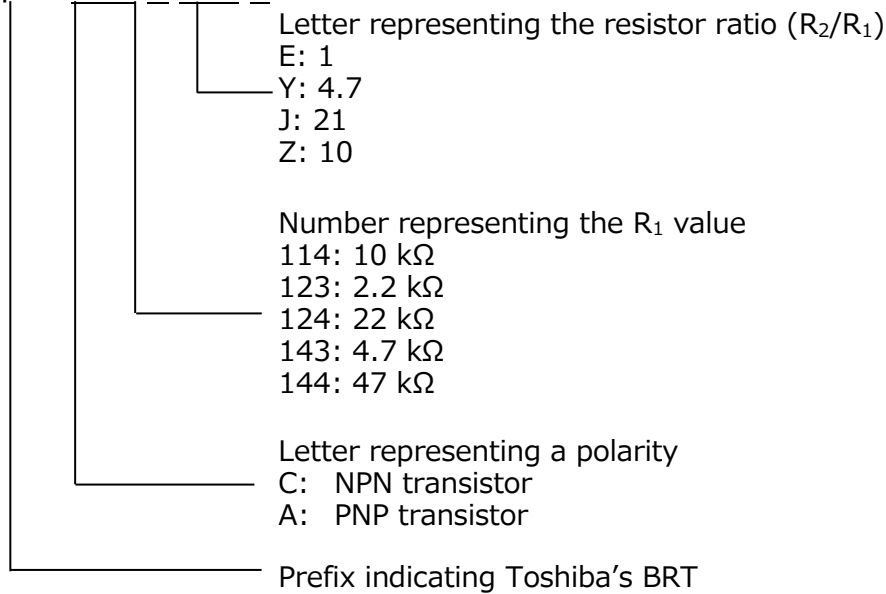 Letter representing the resistor ratio (R₂/R₁)
E: 1
Y: 4.7
J: 21
Z: 10
Number representing the R₁ value
114: 10 kΩ
123: 2.2 kΩ
124: 22 kΩ
143: 4.7 kΩ
144: 47 kΩ
Letter representing a polarity
C: NPN transistor
A: PNP transistor
Prefix indicating Toshiba's BRT